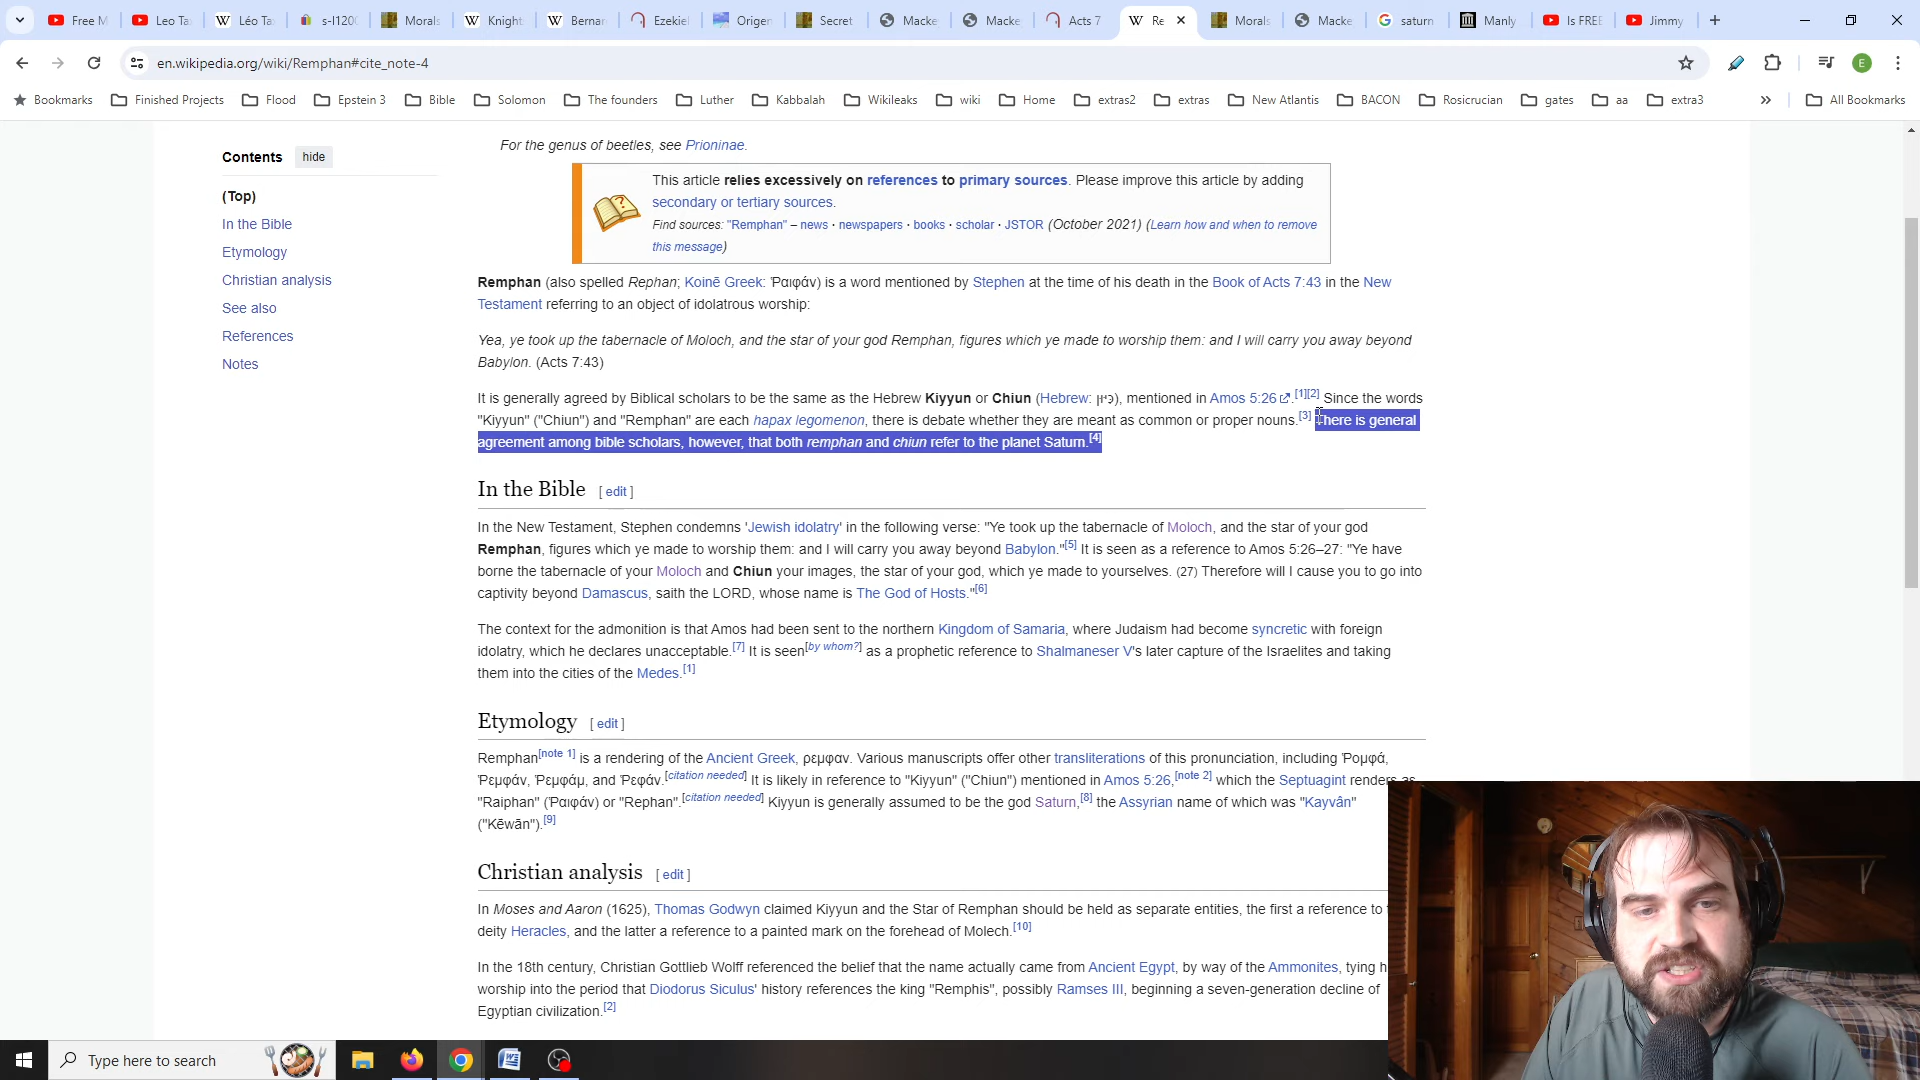 Free M
Leo Ta
Léo Ta
s-l120
Morals
Knight
Bernar
Ezekiel
Origen
Secret
Macke
Macke
Acts 7
Re
Morals
Macke
saturn
Manly
Is FREE
Jimmy
en.wikipedia.org/wiki/Remphan#cite_note-4
E
Bookmarks
Finished Projects
Flood
Epstein 3
Bible
Solomon
The founders
Luther
Kabbalah
Wikileaks
wiki
Home
extras2
extras
New Atlantis
BACON
Rosicrucian
gates
aa
extra3
»
All Bookmarks
Contents hide
(Top)
In the Bible
Etymology
Christian analysis
See also
References
Notes
For the genus of beetles, see Prioninae.
This article relies excessively on references to primary sources. Please improve this article by adding
secondary or tertiary sources.
Find sources: "Remphan" – news · newspapers · books · scholar · JSTOR (October 2021) (Learn how and when to remove
this message)
Remphan (also spelled Rephan; Koinē Greek: Ῥαιφάν) is a word mentioned by Stephen at the time of his death in the Book of Acts 7:43 in the New
Testament referring to an object of idolatrous worship:
Yea, ye took up the tabernacle of Moloch, and the star of your god Remphan, figures which ye made to worship them: and I will carry you away beyond
Babylon. (Acts 7:43)
It is generally agreed by Biblical scholars to be the same as the Hebrew Kiyyun or Chiun (Hebrew: כִּיּוּן), mentioned in Amos 5:26.[1][2] Since the words
"Kiyyun" ("Chiun") and "Remphan" are each hapax legomenon, there is debate whether they are meant as common or proper nouns.[3] There is general
agreement among bible scholars, however, that both remphan and chiun refer to the planet Saturn.[4]
In the Bible [ edit ]
In the New Testament, Stephen condemns 'Jewish idolatry' in the following verse: "Ye took up the tabernacle of Moloch, and the star of your god
Remphan, figures which ye made to worship them: and I will carry you away beyond Babylon."[5] It is seen as a reference to Amos 5:26–27: "Ye have
borne the tabernacle of your Moloch and Chiun your images, the star of your god, which ye made to yourselves. (27) Therefore will I cause you to go into
captivity beyond Damascus, saith the LORD, whose name is The God of Hosts."[6]
The context for the admonition is that Amos had been sent to the northern Kingdom of Samaria, where Judaism had become syncretic with foreign
idolatry, which he declares unacceptable.[7] It is seen[by whom?] as a prophetic reference to Shalmaneser V's later capture of the Israelites and taking
them into the cities of the Medes.[1]
Etymology [ edit ]
Remphan[note 1] is a rendering of the Ancient Greek, ρεμφαν. Various manuscripts offer other transliterations of this pronunciation, including Ῥομφά,
Ῥεμφάν, Ῥεμφάμ, and Ῥεφάν.[citation needed] It is likely in reference to "Kiyyun" ("Chiun") mentioned in Amos 5:26,[note 2] which the Septuagint renders as
"Raiphan" (Ῥαιφάν) or "Rephan".[citation needed] Kiyyun is generally assumed to be the god Saturn,[8] the Assyrian name of which was "Kayvân"
("Kēwān").[9]
Christian analysis [ edit ]
In Moses and Aaron (1625), Thomas Godwyn claimed Kiyyun and the Star of Remphan should be held as separate entities, the first a reference to
deity Heracles, and the latter a reference to a painted mark on the forehead of Molech.[10]
In the 18th century, Christian Gottlieb Wolff referenced the belief that the name actually came from Ancient Egypt, by way of the Ammonites, tying h
worship into the period that Diodorus Siculus' history references the king "Remphis", possibly Ramses III, beginning a seven-generation decline of
Egyptian civilization.[2]
Type here to search